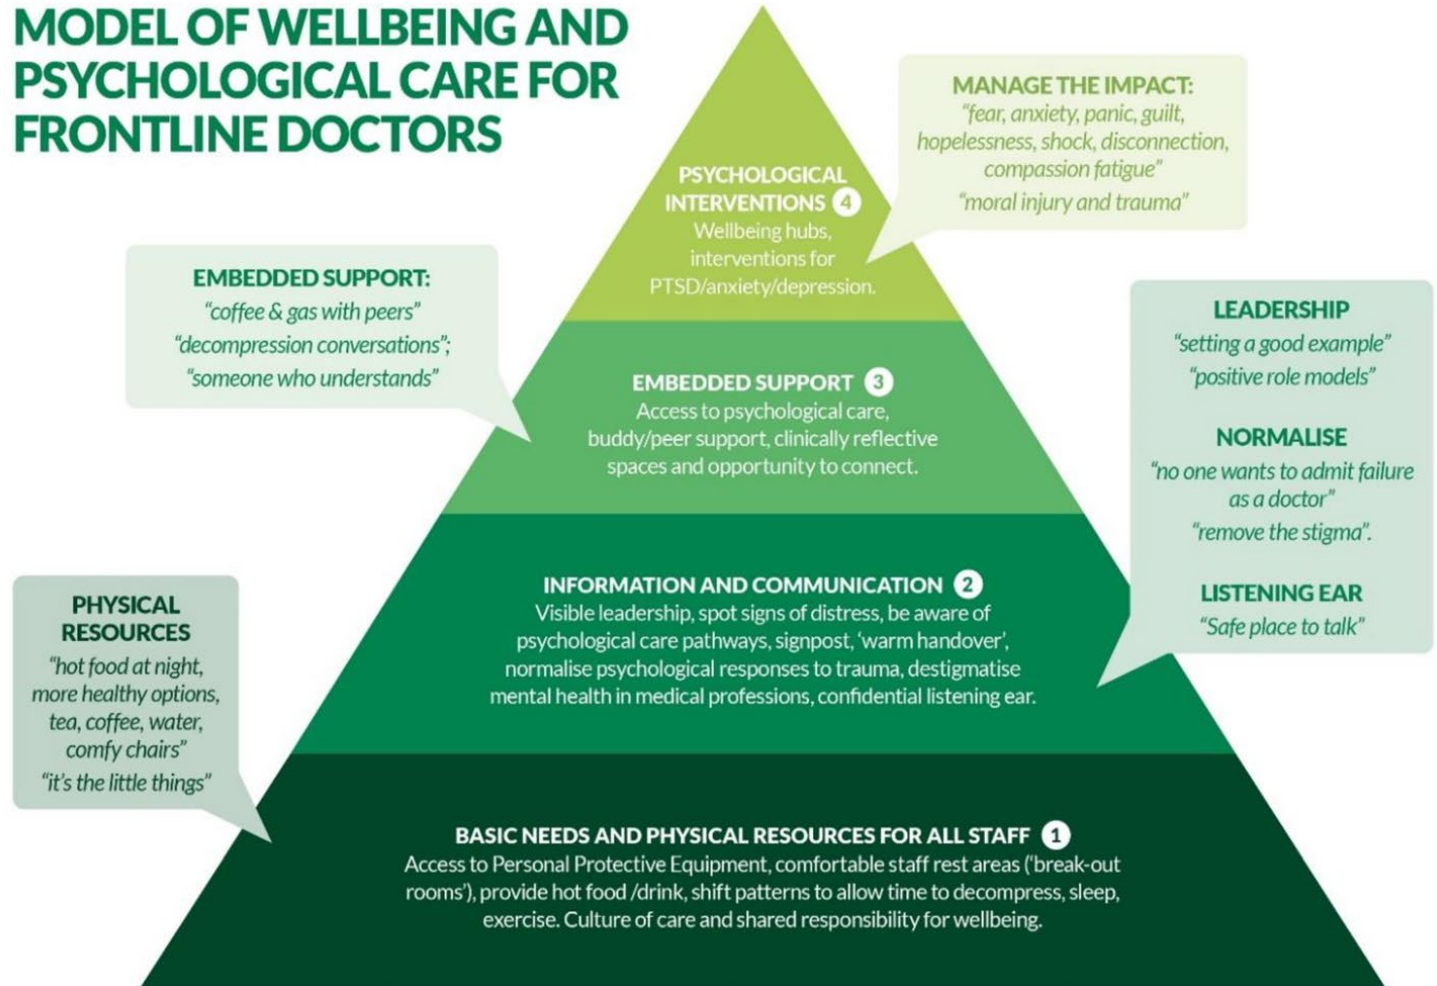 MODEL OF WELLBEING AND
PSYCHOLOGICAL CARE FOR
FRONTLINE DOCTORS
MANAGE THE IMPACT:
“fear, anxiety, panic, guilt,
hopelessness, shock, disconnection,
compassion fatigue”
“moral injury and trauma”
PSYCHOLOGICAL
INTERVENTIONS 4
Wellbeing hubs,
interventions for
PTSD/anxiety/depression.
EMBEDDED SUPPORT:
“coffee & gas with peers”
“decompression conversations”;
“someone who understands”
EMBEDDED SUPPORT 3
Access to psychological care,
buddy/peer support, clinically reflective
spaces and opportunity to connect.
LEADERSHIP
“setting a good example”
“positive role models”
NORMALISE
“no one wants to admit failure
as a doctor”
“remove the stigma”.
LISTENING EAR
“Safe place to talk”
INFORMATION AND COMMUNICATION 2
Visible leadership, spot signs of distress, be aware of
psychological care pathways, signpost, ‘warm handover’,
normalise psychological responses to trauma, destigmatise
mental health in medical professions, confidential listening ear.
PHYSICAL
RESOURCES
“hot food at night,
more healthy options,
tea, coffee, water,
comfy chairs”
“it’s the little things”
BASIC NEEDS AND PHYSICAL RESOURCES FOR ALL STAFF 1
Access to Personal Protective Equipment, comfortable staff rest areas (‘break-out
rooms’), provide hot food /drink, shift patterns to allow time to decompress, sleep,
exercise. Culture of care and shared responsibility for wellbeing.